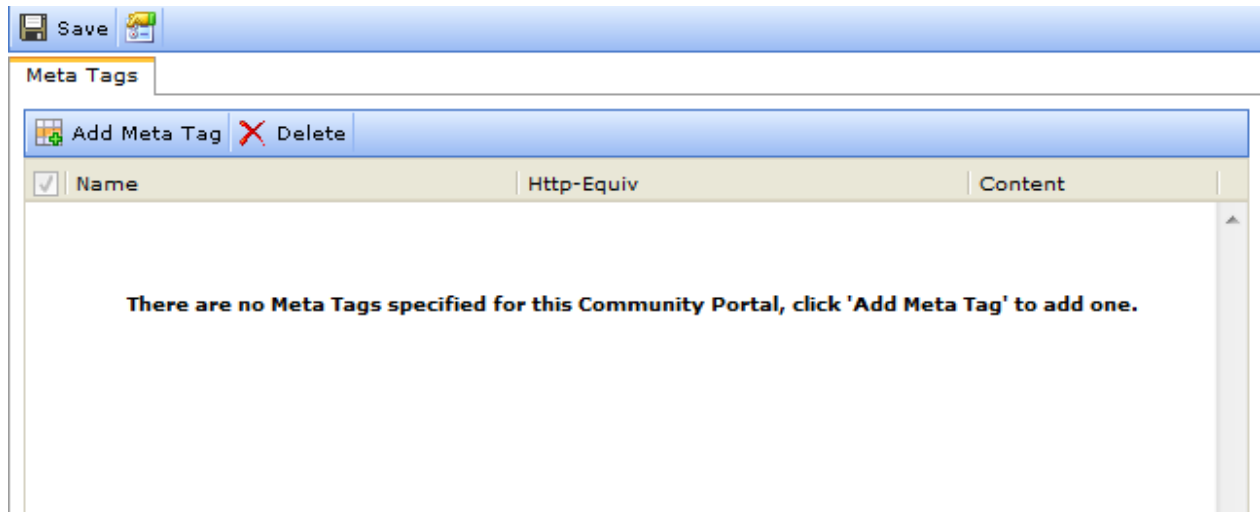 Save
Meta Tags
Add Meta Tag Delete
Name Http-Equiv Content
There are no Meta Tags specified for this Community Portal, click 'Add Meta Tag' to add one.